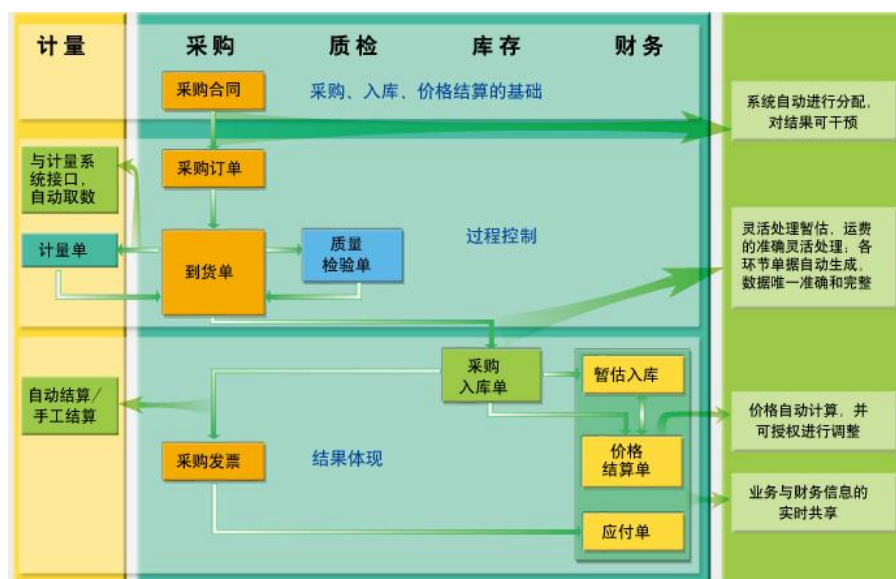 计量
采购
质检
库存
财务
采购合同
采购、入库、价格结算的基础
系统自动进行分配，
对结果可干预
与计量系
统接口，
自动取数
采购订单
计量单
到货单
质量
检验单
过程控制
灵活处理暂估，运费
的准确灵活处理；各
环节单据自动生成，
数据唯一准确和完整
采购
入库单
暂估入库
自动结算/
手工结算
价格自动计算，并
可授权进行调整
采购发票
结果体现
价格
结算单
业务与财务信息的
实时共享
应付单